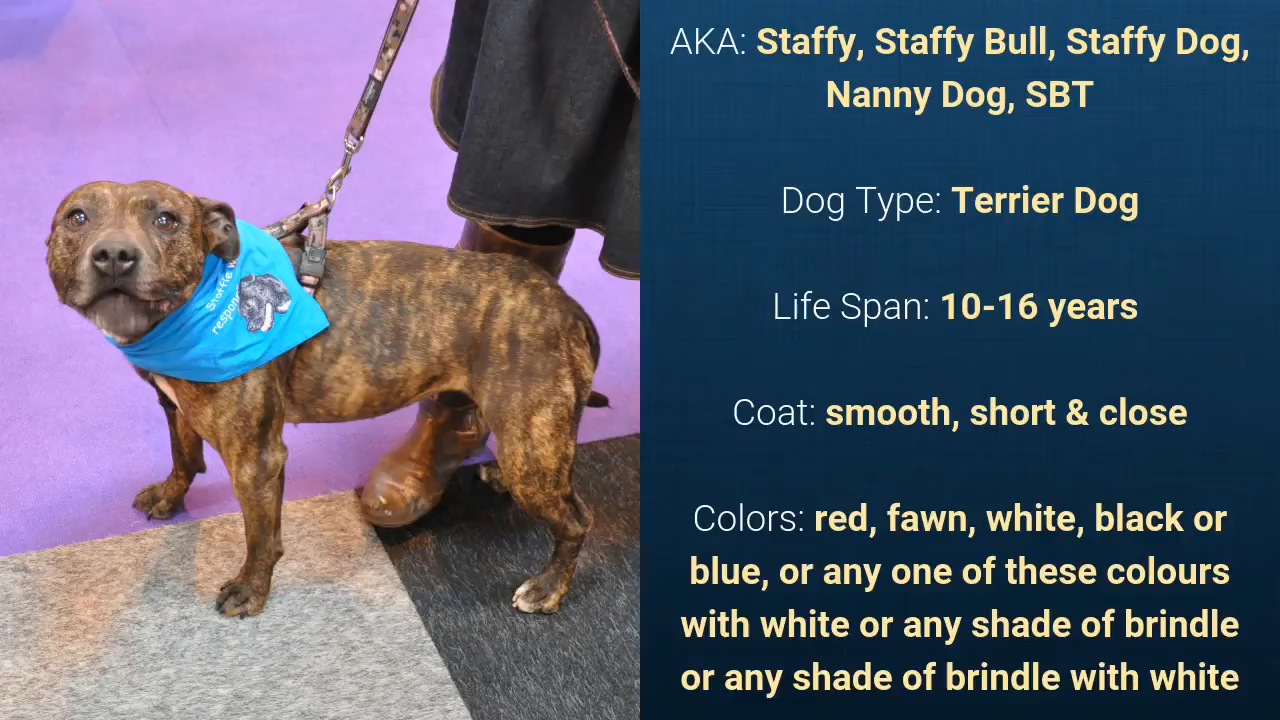 AKA: Staffy, Staffy Bull, Staffy Dog,
Nanny Dog, SBT
Dog Type: Terrier Dog
Life Span: 10-16 years
Coat: smooth, short & close
Colors: red, fawn, white, black or
blue, or any one of these colours
with white or any shade of brindle
or any shade of brindle with white
Staffie
respon